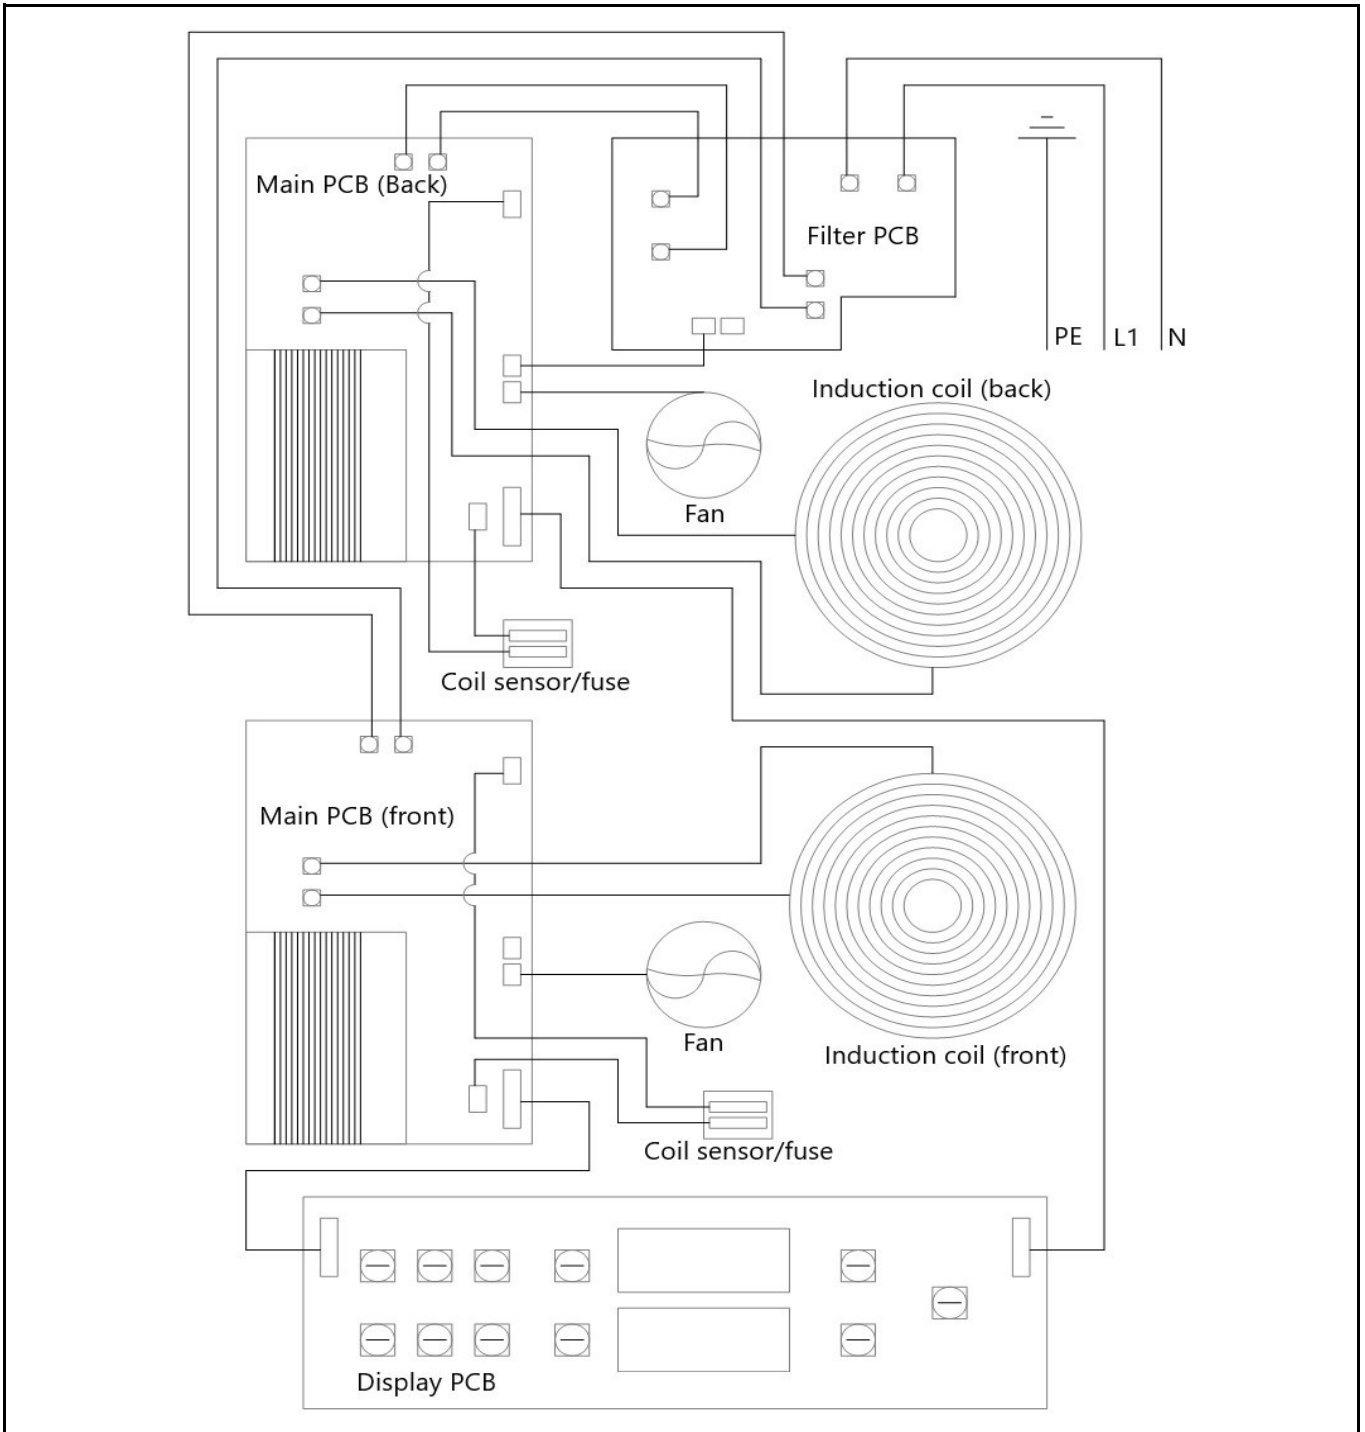 Main PCB (Back)
Filter PCB
PE
L1
N
Induction coil (back)
Fan
Coil sensor/fuse
Main PCB (front)
Fan
Induction coil (front)
Coil sensor/fuse
Display PCB